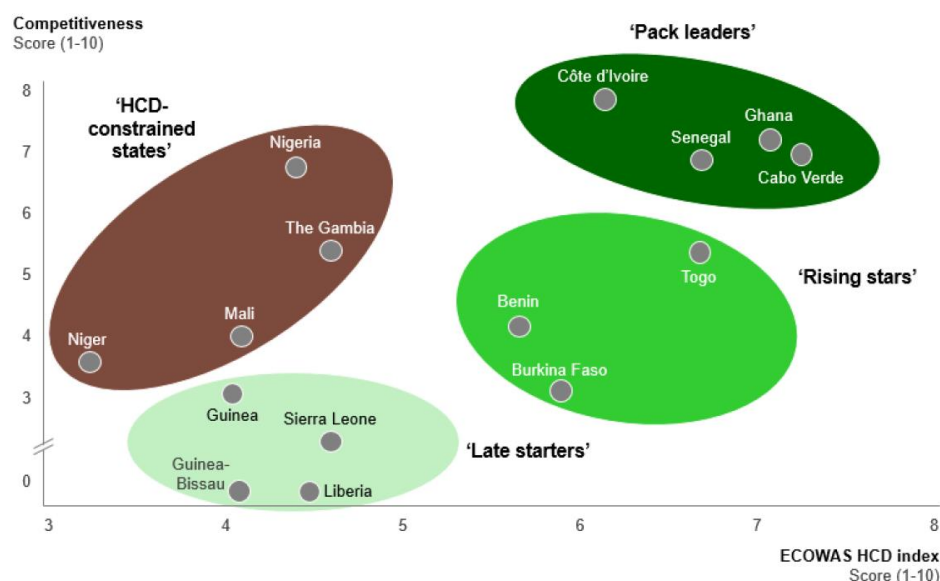 Competitiveness
Score (1-10)
'Pack leaders'
Côte d'Ivoire
8
'HCD-
constrained
states'
Ghana
Nigeria
Senegal
7
Cabo Verde
6
The Gambia
5
Togo
'Rising stars'
Benin
Mali
4
Niger
Burkina Faso
3
Guinea
Sierra Leone
'Late starters'
Guinea-
Bissau
0
Liberia
3 4 5 6 7 8
ECOWAS HCD index
Score (1-10)